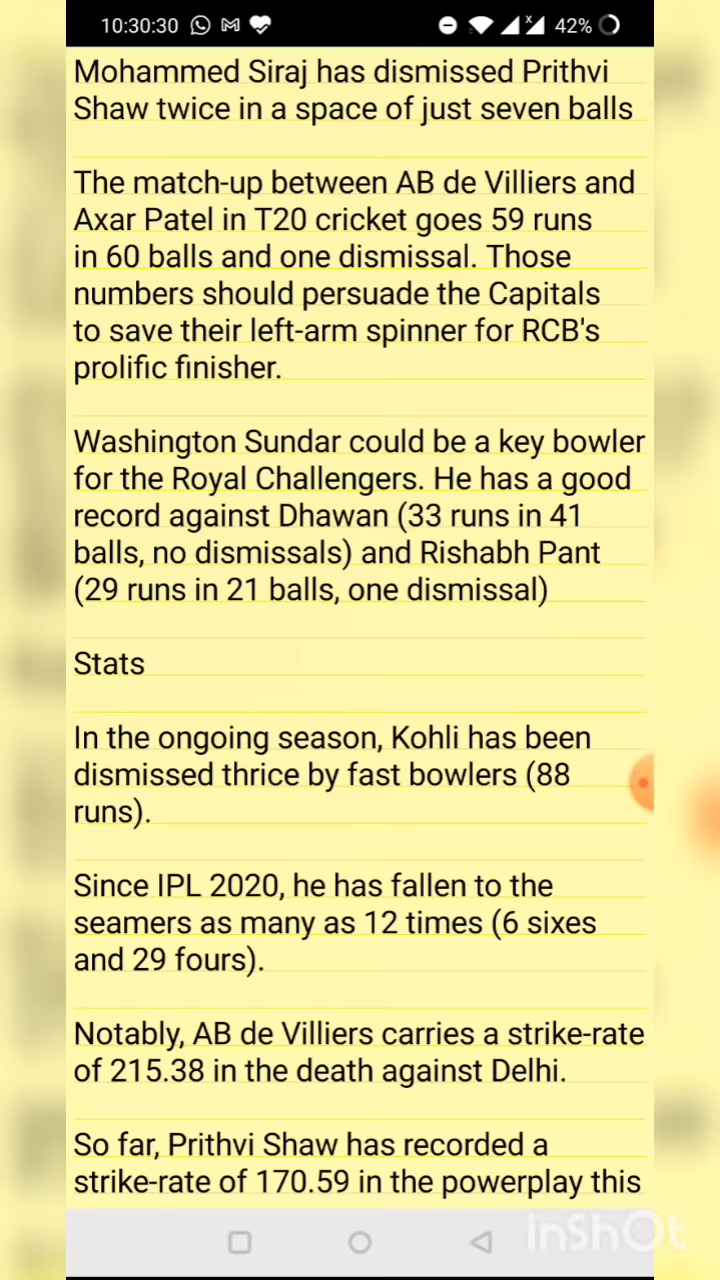 10:30:30 42%
Mohammed Siraj has dismissed Prithvi
Shaw twice in a space of just seven balls
The match-up between AB de Villiers and
Axar Patel in T20 cricket goes 59 runs
in 60 balls and one dismissal. Those
numbers should persuade the Capitals
to save their left-arm spinner for RCB's
prolific finisher.
Washington Sundar could be a key bowler
for the Royal Challengers. He has a good
record against Dhawan (33 runs in 41
balls, no dismissals) and Rishabh Pant
(29 runs in 21 balls, one dismissal)
Stats
In the ongoing season, Kohli has been
dismissed thrice by fast bowlers (88
runs).
Since IPL 2020, he has fallen to the
seamers as many as 12 times (6 sixes
and 29 fours).
Notably, AB de Villiers carries a strike-rate
of 215.38 in the death against Delhi.
So far, Prithvi Shaw has recorded a
strike-rate of 170.59 in the powerplay this
InShOt